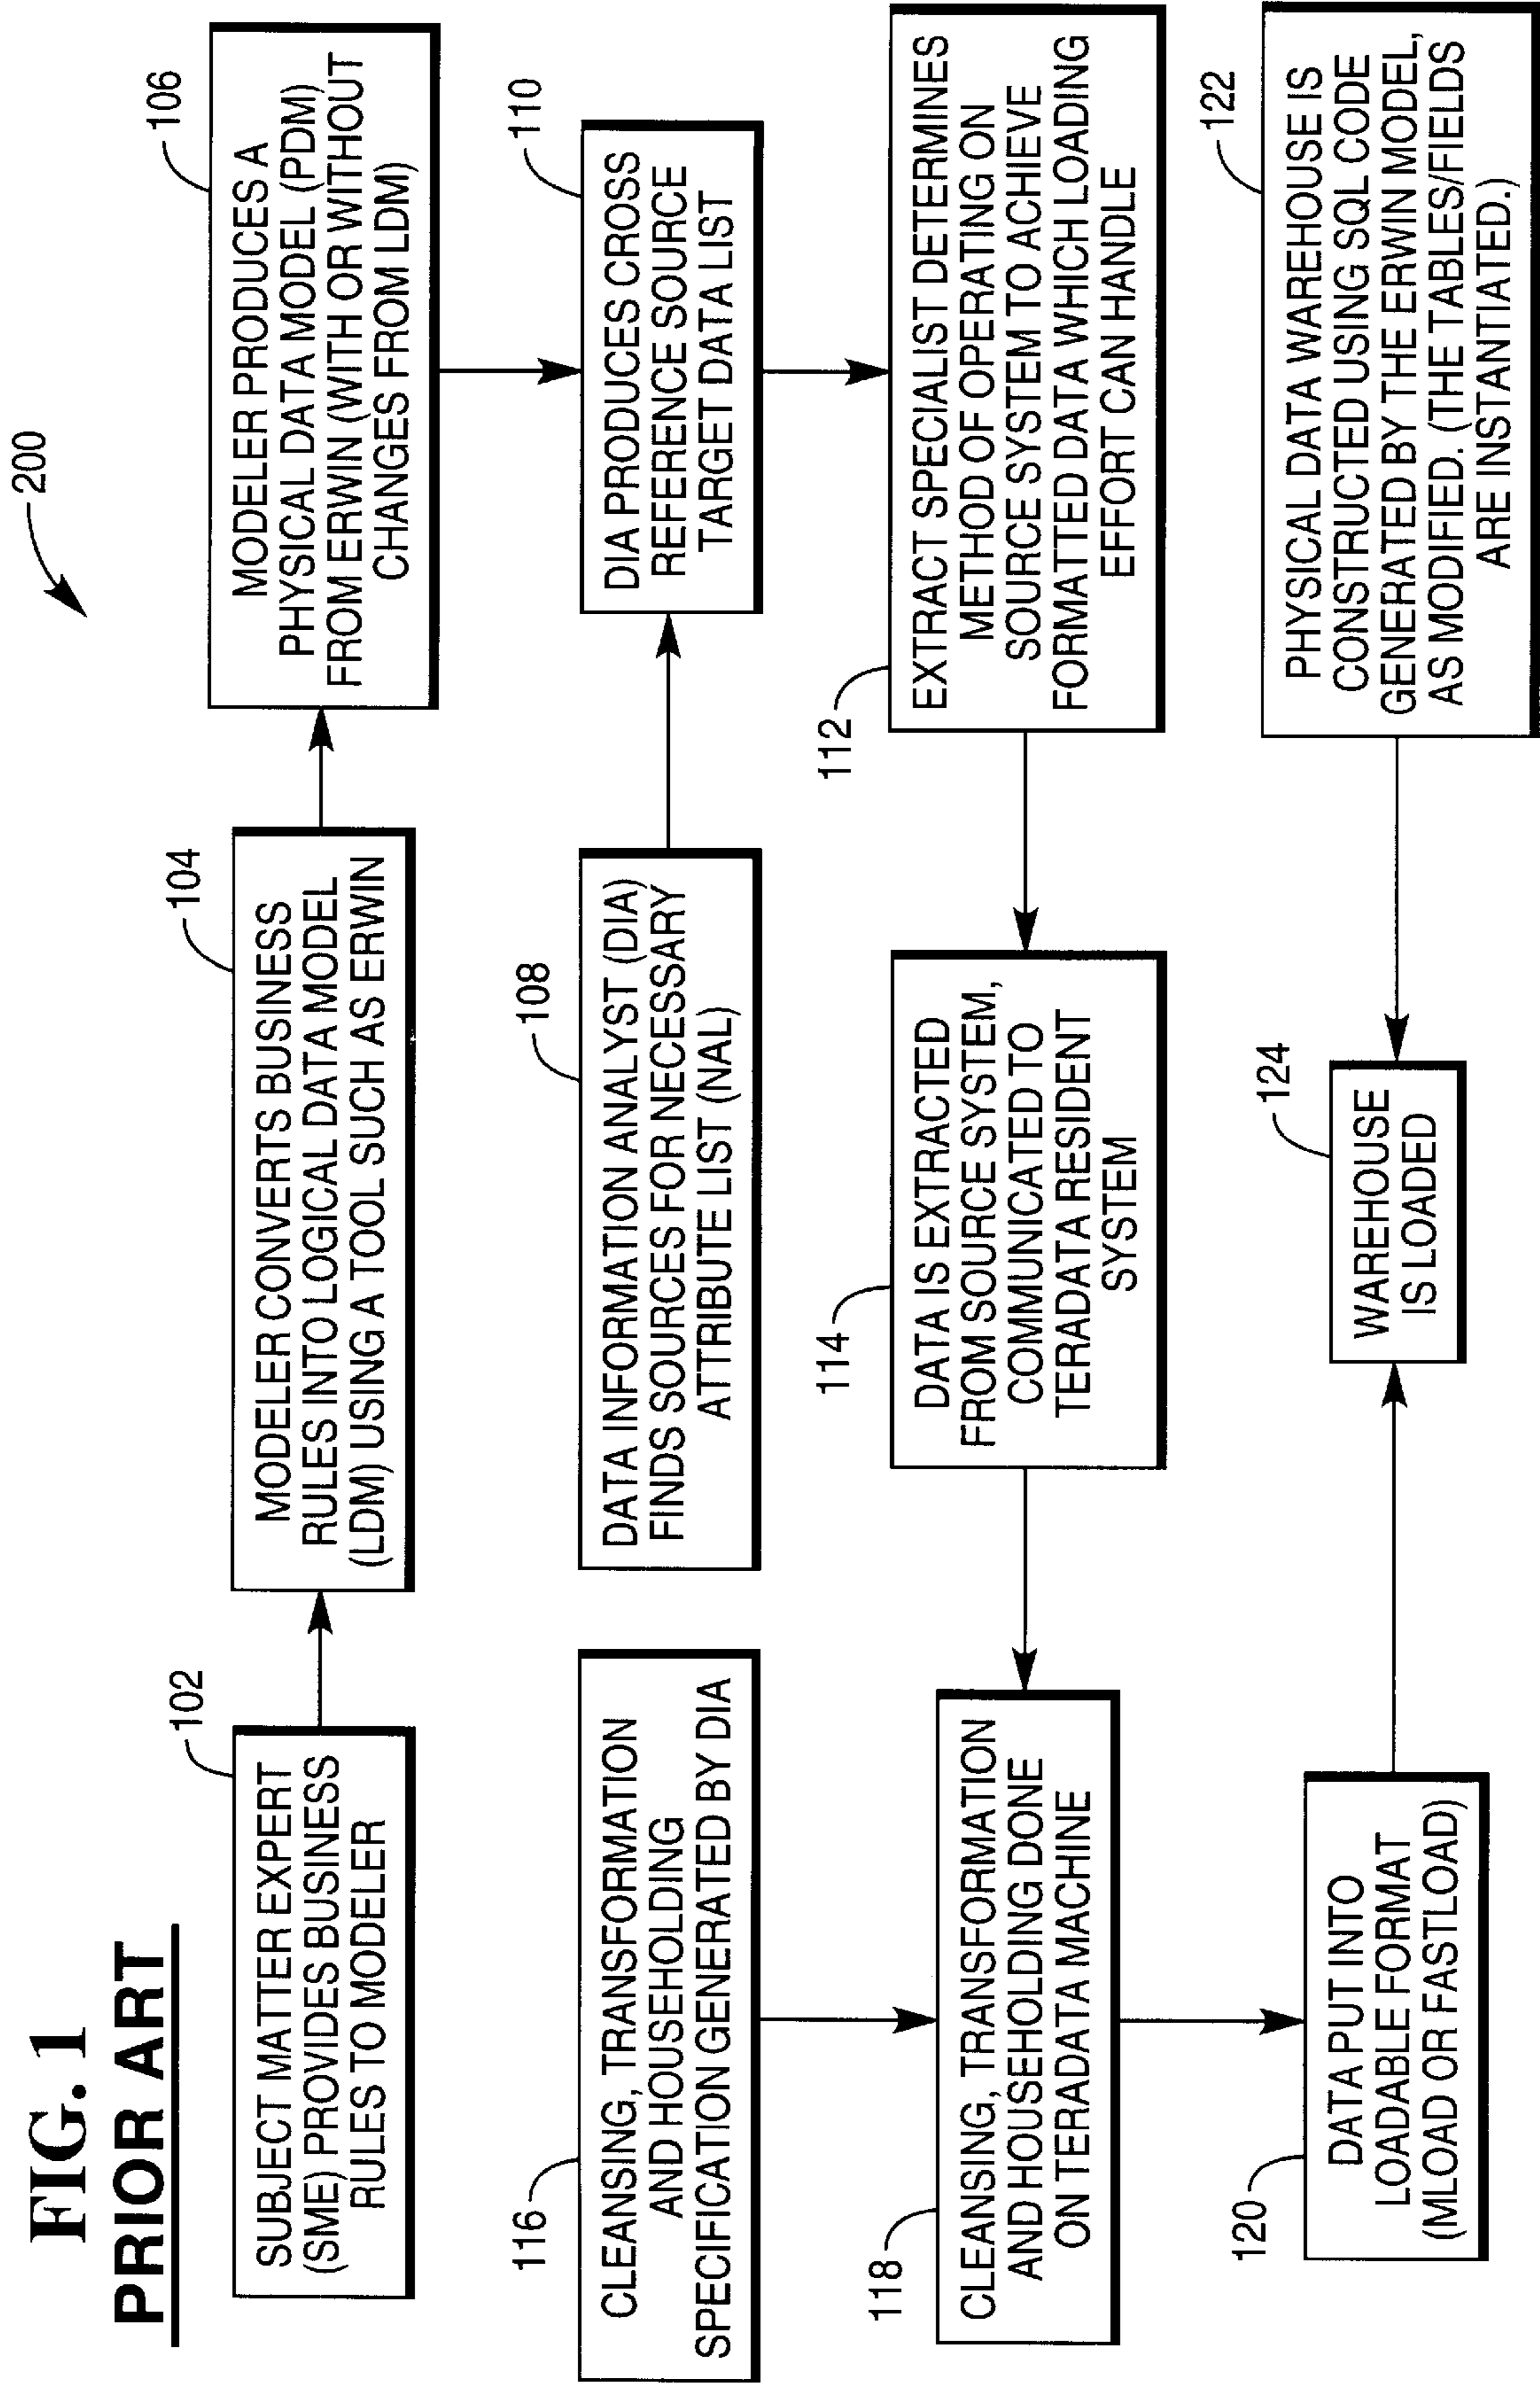 FIG. 1
PRIOR ART
200
102
SUBJECT MATTER EXPERT
(SME) PROVIDES BUSINESS
RULES TO MODELER
104
MODELER CONVERTS BUSINESS
RULES INTO LOGICAL DATA MODEL
(LDM) USING A TOOL SUCH AS ERWIN
106
MODELER PRODUCES A
PHYSICAL DATA MODEL (PDM)
FROM ERWIN (WITH OR WITHOUT
CHANGES FROM LDM)
108
DATA INFORMATION ANALYST (DIA)
FINDS SOURCES FOR NECESSARY
ATTRIBUTE LIST (NAL)
110
DIA PRODUCES CROSS
REFERENCE SOURCE
TARGET DATA LIST
112
EXTRACT SPECIALIST DETERMINES
METHOD OF OPERATING ON
SOURCE SYSTEM TO ACHIEVE
FORMATTED DATA WHICH LOADING
EFFORT CAN HANDLE
114
DATA IS EXTRACTED
FROM SOURCE SYSTEM,
COMMUNICATED TO
TERADATA RESIDENT
SYSTEM
116
CLEANSING, TRANSFORMATION
AND HOUSEHOLDING
SPECIFICATION GENERATED BY DIA
118
CLEANSING, TRANSFORMATION
AND HOUSEHOLDING DONE
ON TERADATA MACHINE
120
DATA PUT INTO
LOADABLE FORMAT
(MLOAD OR FASTLOAD)
122
PHYSICAL DATA WAREHOUSE IS
CONSTRUCTED USING SQL CODE
GENERATED BY THE ERWIN MODEL,
AS MODIFIED. (THE TABLES/FIELDS
ARE INSTANTIATED.)
124
WAREHOUSE
IS LOADED